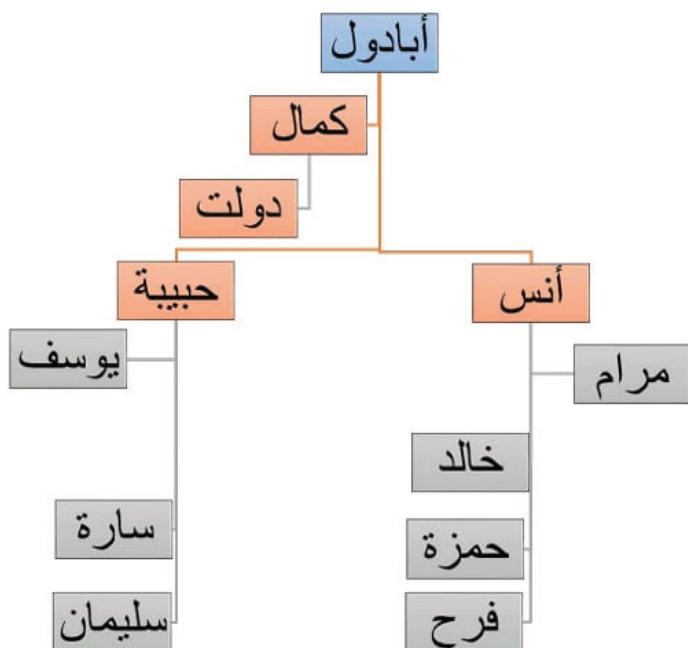 أبادول
كمال
دولت
أنس
حبيبة
مرام
يوسف
خالد
سارة
حمزة
فرح
سليمان